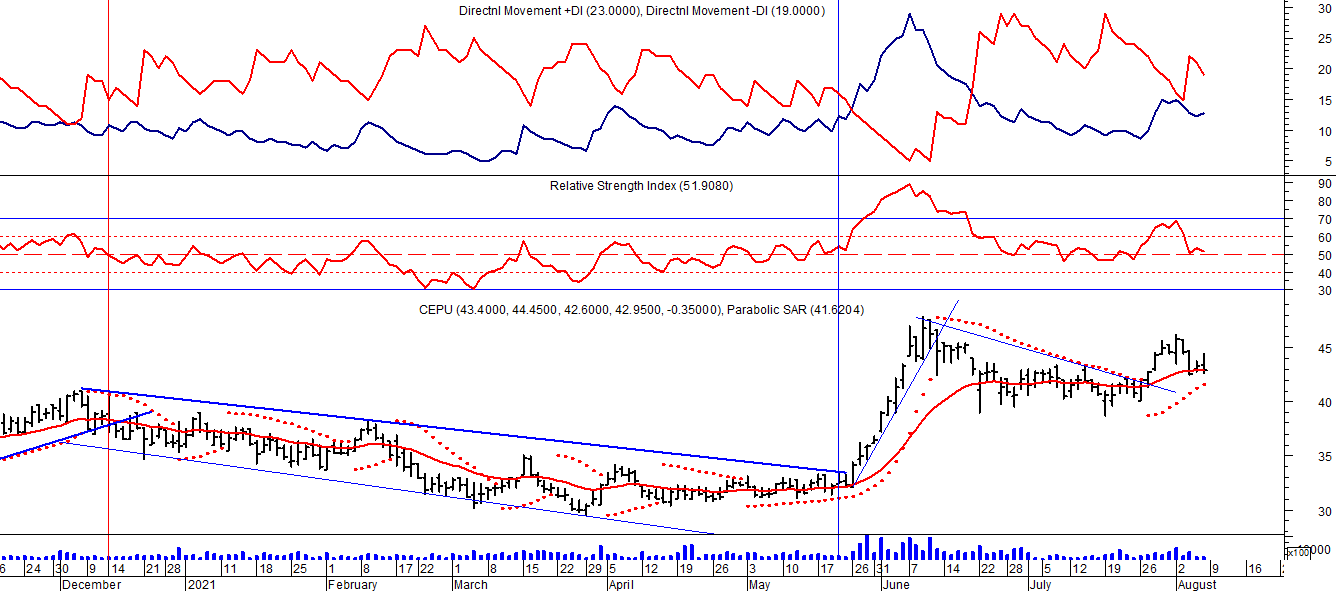 Directnl Movement +DI (23.0000), Directnl Movement -DI (19.0000)
30
25
20
15
10
5
Relative Strength Index (51.9080)
90
80
70
60
50
40
30
CEPU (43.4000, 44.4500, 42.6000, 42.9500, -0.35000), Parabolic SAR (41.6204)
45
40
35
30
x100
6 24 30 9 14 21 28 11 18 25 1 8 17 22 1 8 15 22 29 5 12 19 26 3 10 17 26 31 7 14 22 28 5 12 19 26 2 9 16
December 2021 February March April May June July August